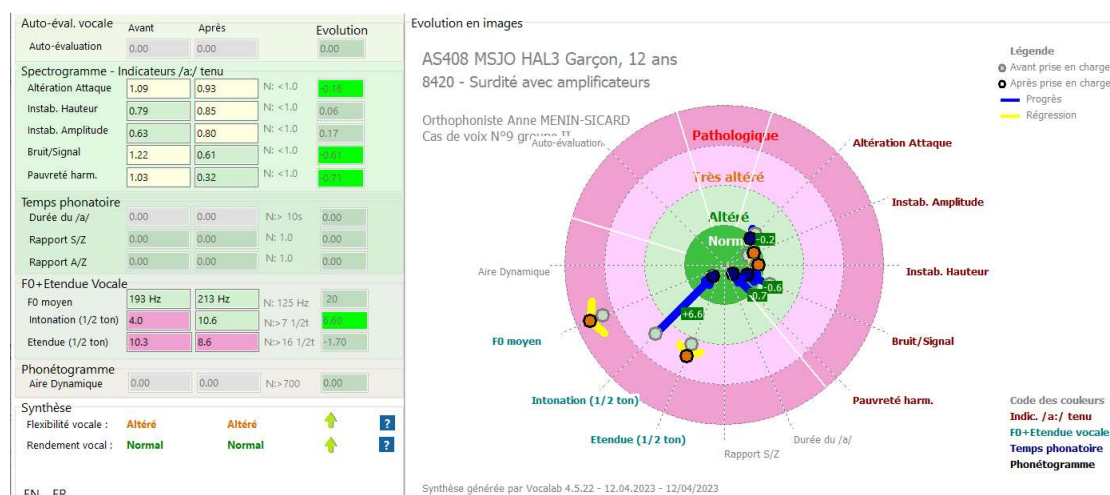 Auto-éval. vocale Avant Après Evolution
Auto-évaluation 0.00 0.00 0.00
Spectrogramme - Indicateurs /a:/ tenu
Altération Attaque 1.09 0.93 N: <1.0 -0.16
Instab. Hauteur 0.79 0.85 N: <1.0 0.06
Instab. Amplitude 0.63 0.80 N: <1.0 0.17
Bruit/Signal 1.22 0.61 N: <1.0 -0.61
Pauvreté harm. 1.03 0.32 N: <1.0 -0.71
Temps phonatoire
Durée du /a/ 0.00 0.00 N:> 10s 0.00
Rapport S/Z 0.00 0.00 N: 1.0 0.00
Rapport A/Z 0.00 0.00 N: 1.0 0.00
F0+Etendue Vocale
F0 moyen 193 Hz 213 Hz N: 125 Hz 20
Intonation (1/2 ton) 4.0 10.6 N:>7 1/2t 6.60
Etendue (1/2 ton) 10.3 8.6 N:>16 1/2t -1.70
Phonétogramme
Aire Dynamique 0.00 0.00 N:>700 0.00
Synthèse
Flexibilité vocale : Altéré Altéré ?
Rendement vocal : Normal Normal ?
EN FR
Evolution en images
AS408 MSJO HAL3 Garçon, 12 ans
8420 - Surdité avec amplificateurs
Orthophoniste Anne MENIN-SICARD
Cas de voix N°9 groupe II
Légende
Avant prise en charge
Après prise en charge
Progrès
Régression
Auto-évaluation
Pathologique
Altération Attaque
Très altéré
Instab. Amplitude
Altéré
Norm
-0.2
Aire Dynamique
Instab. Hauteur
-0.6
-0.7
+6.6
F0 moyen
Bruit/Signal
Intonation (1/2 ton)
Pauvreté harm.
Etendue (1/2 ton)
Durée du /a/
Rapport S/Z
Code des couleurs
Indic. /a:/ tenu
F0+Etendue vocale
Temps phonatoire
Phonétogramme
Synthèse générée par Vocalab 4.5.22 - 12.04.2023 - 12/04/2023